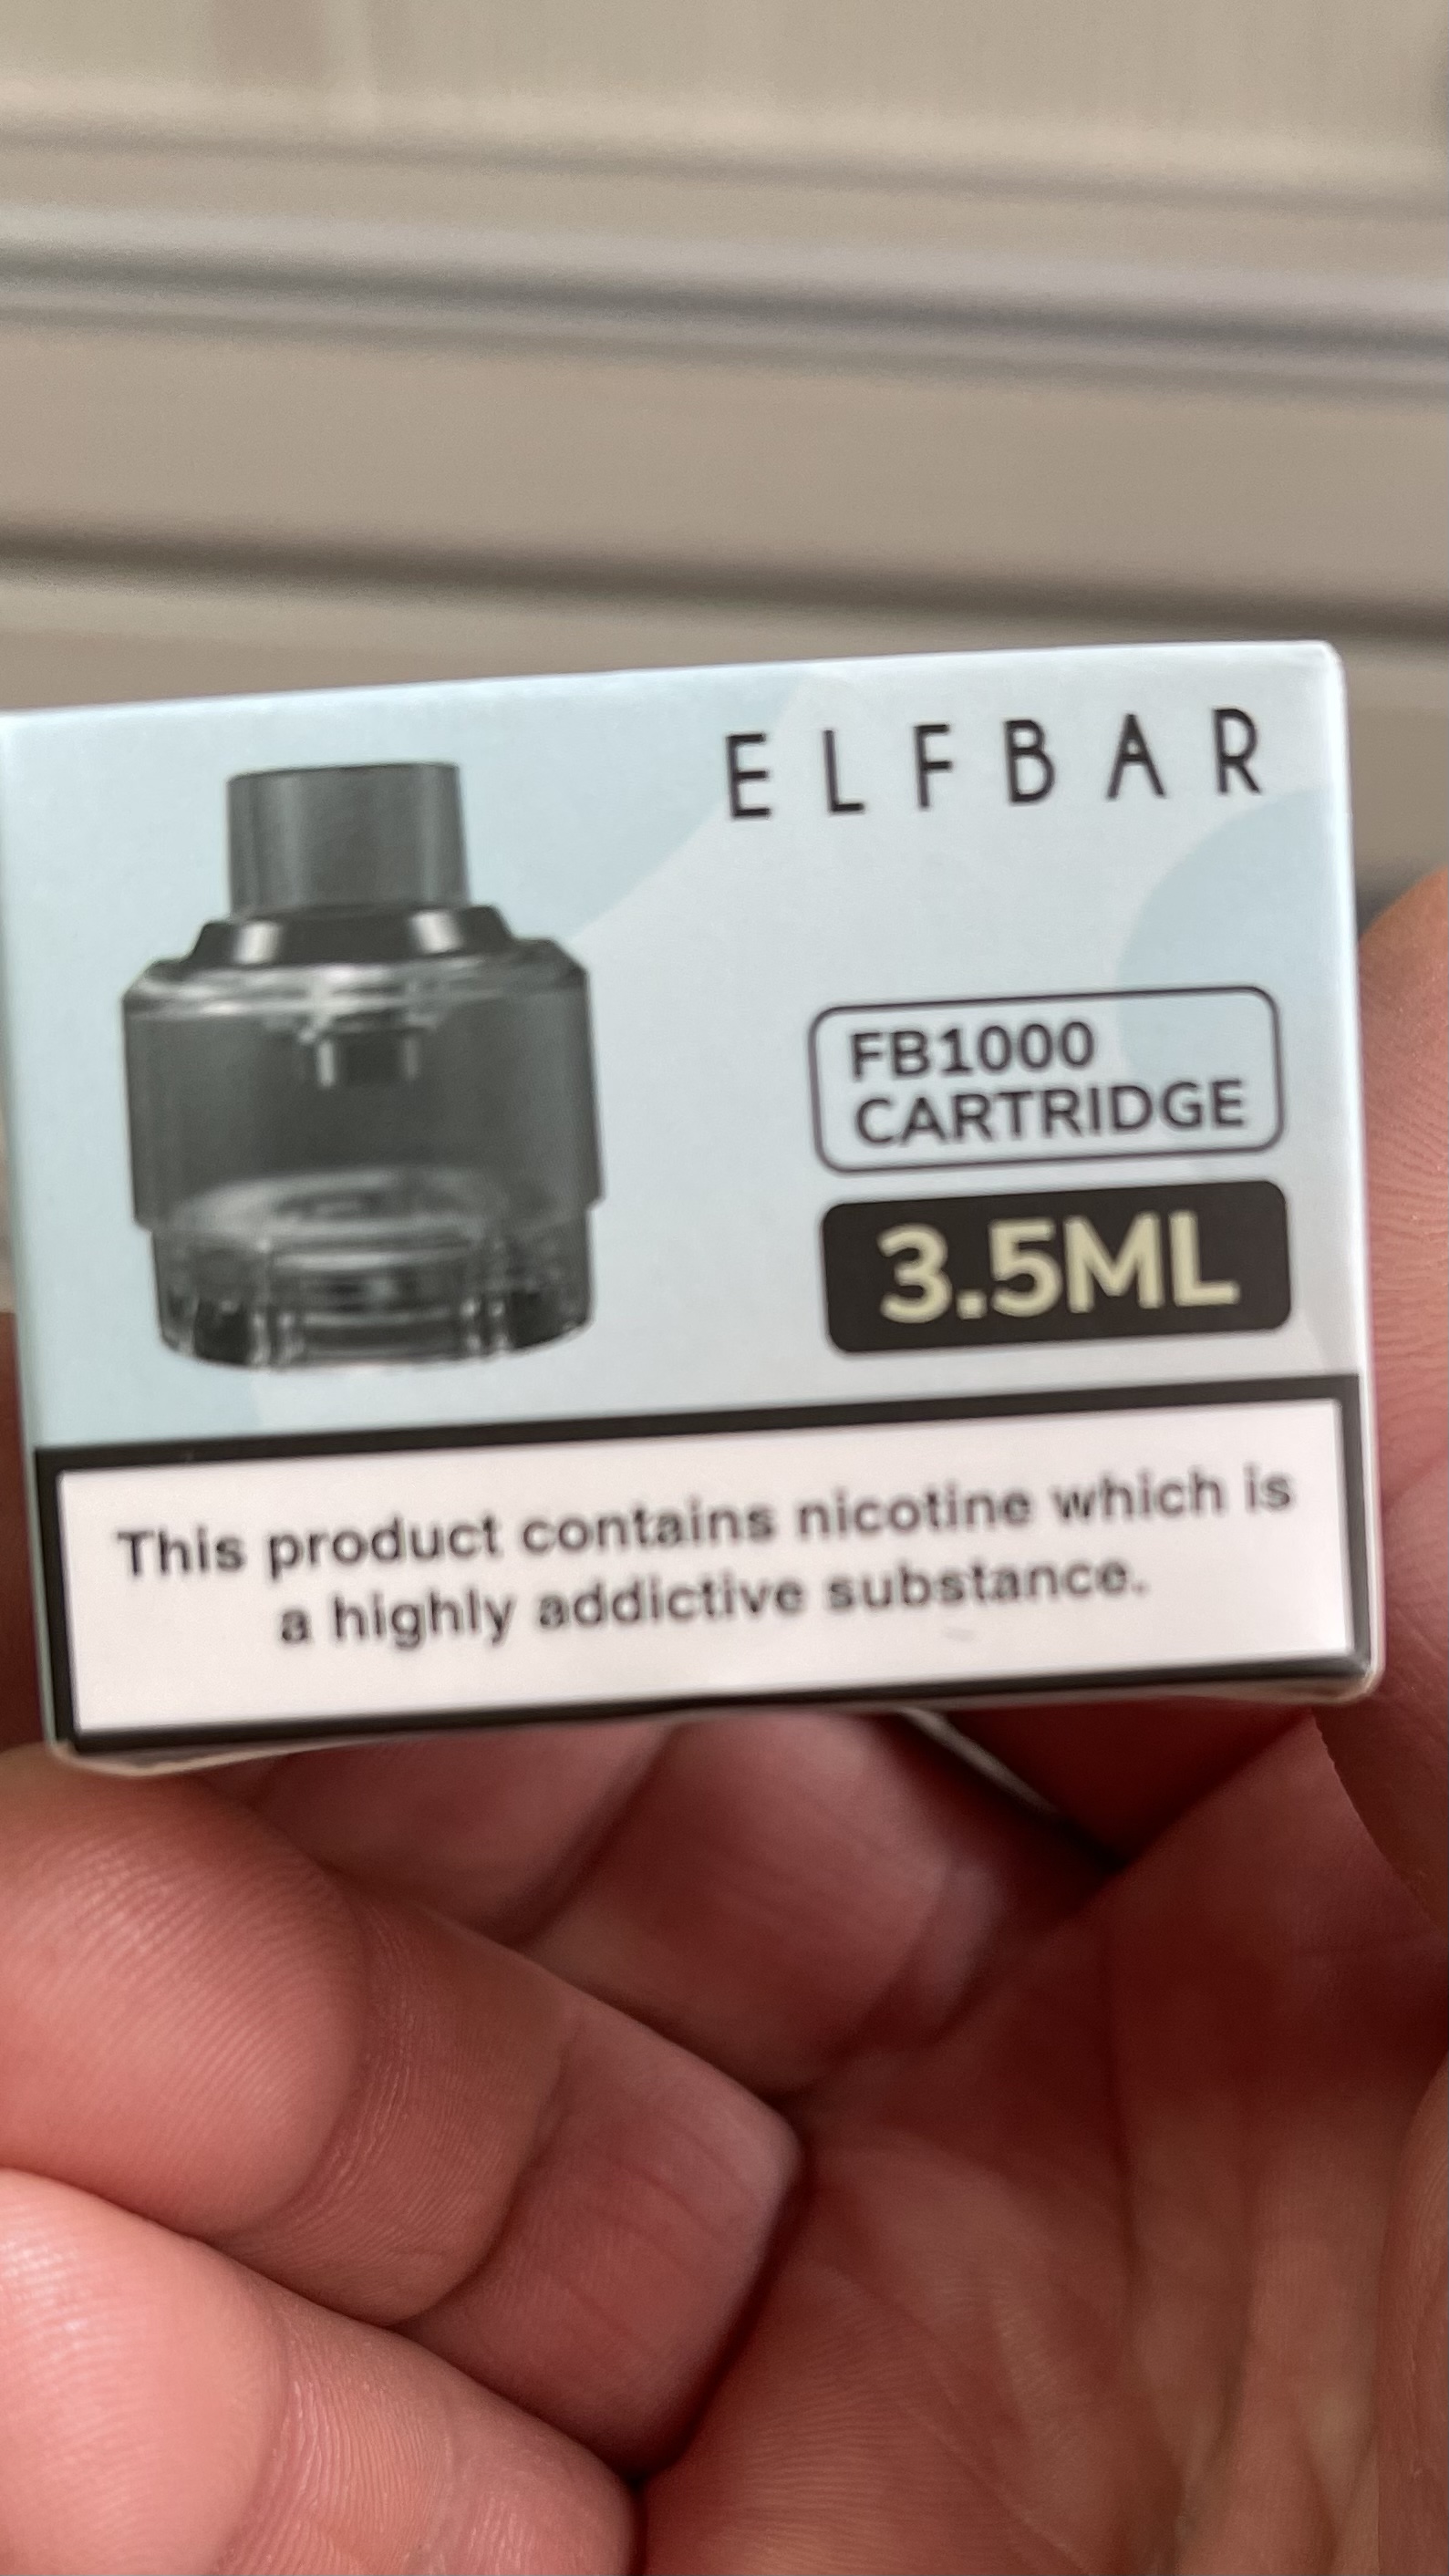 ELFBAR
FB1000
CARTRIDGE
3.5ML
This product contains nicotine which is
a highly addictive substance.